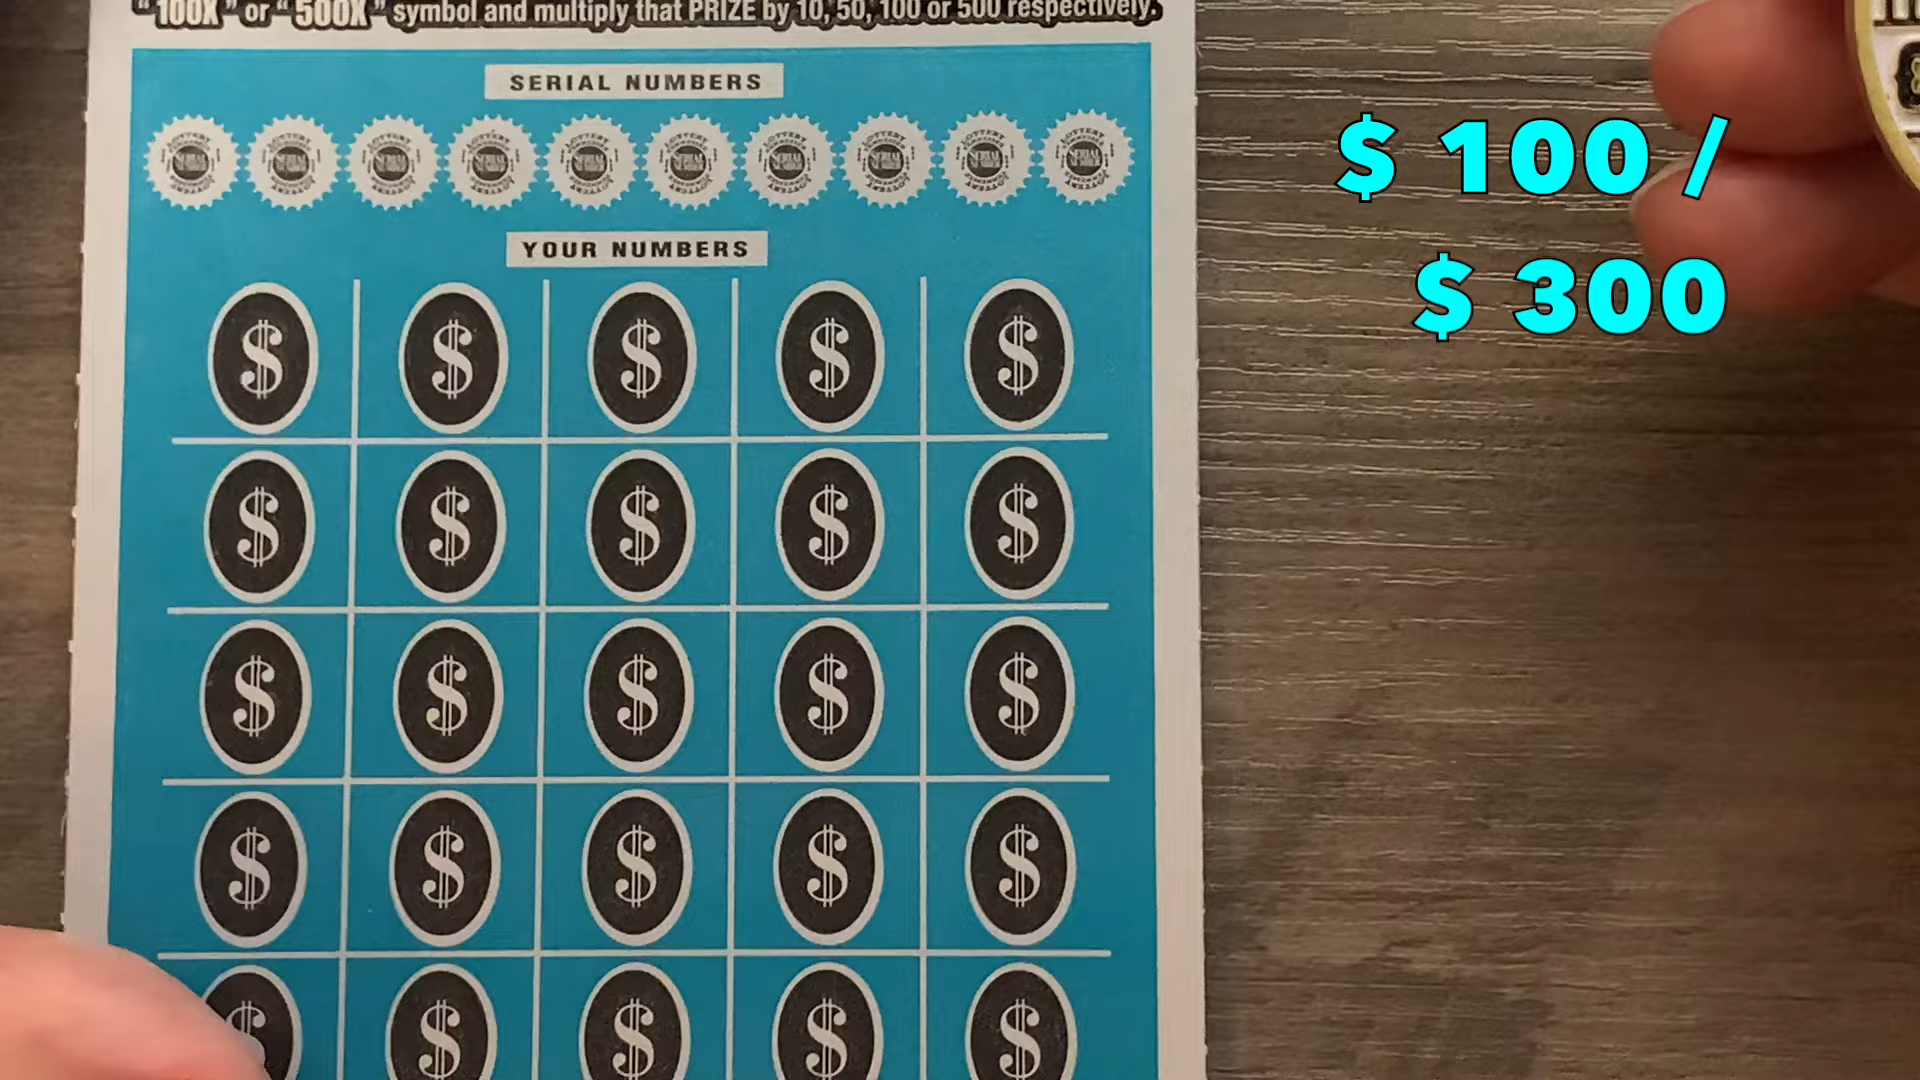 "100X" or "500X" symbol and multiply that PRIZE by 10, 50, 100 or 500 respectively.
SERIAL NUMBERS
YOUR NUMBERS
$ $ $ $ $
$ $ $ $ $
$ $ $ $ $
$ $ $ $ $
$ $ $ $ $
$ 100 /
$ 300